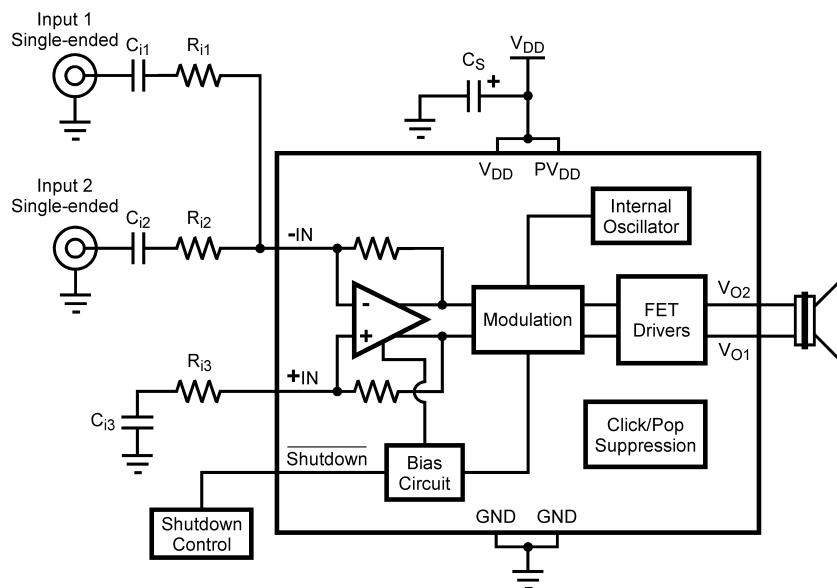 Input 1
Single-ended
Ci1
Ri1
CS
+
VDD
VDD
PVDD
Input 2
Single-ended
Ci2
Ri2
-IN
Internal
Oscillator
-
+
Modulation
FET
Drivers
VO2
VO1
Ri3
+IN
Ci3
Click/Pop
Suppression
Shutdown
Bias
Circuit
Shutdown
Control
GND
GND